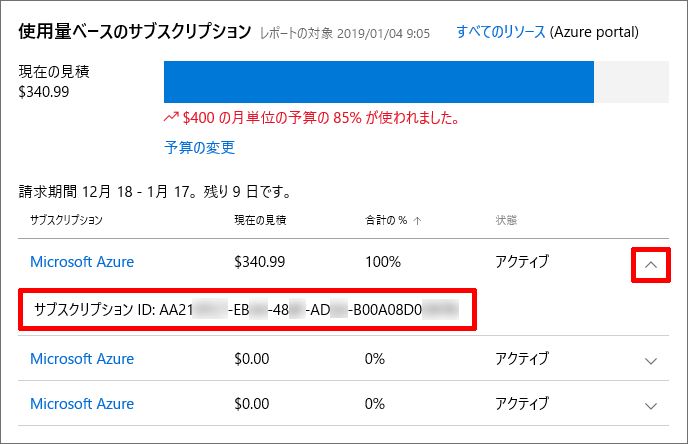 使用量ベースのサブスクリプション レポートの対象 2019/01/04 9:05 すべてのリソース (Azure portal)
現在の見積
$340.99
$400 の月単位の予算の 85% が使われました。
予算の変更
請求期間 12月 18 - 1月 17。残り 9 日です。
サブスクリプション 現在の見積 合計の % ↑ 状態
Microsoft Azure $340.99 100% アクティブ
サブスクリプション ID: AA21 -EB -48 -AD -B00A08D0
Microsoft Azure $0.00 0% アクティブ
Microsoft Azure $0.00 0% アクティブ